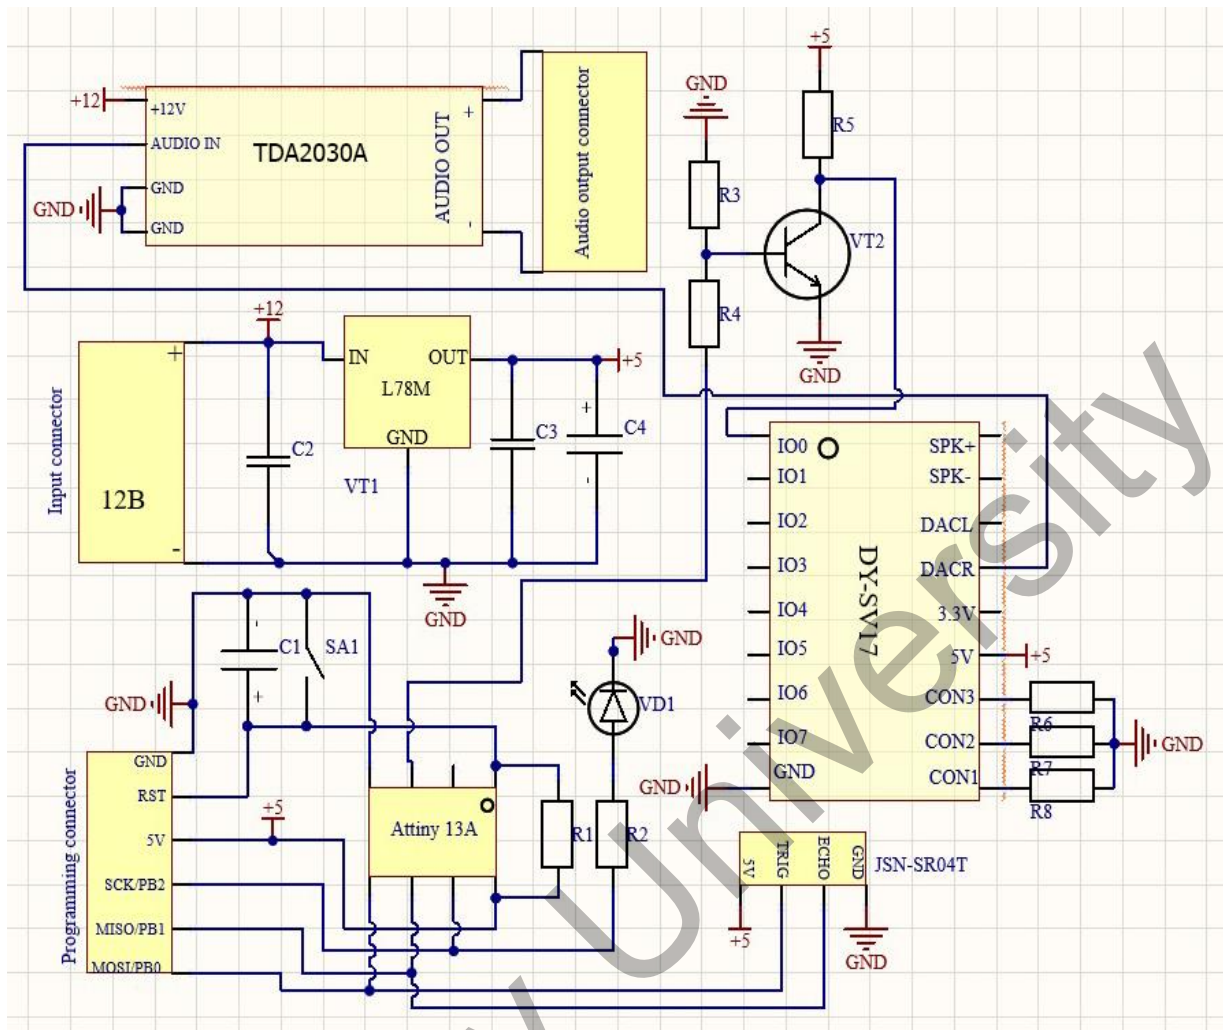 +5
GND
+12
+12V
AUDIO IN
TDA2030A
GND
GND
GND
AUDIO OUT
+
-
Audio output connector
R5
R3
VT2
R4
GND
+12
Input connector
+
12B
-
IN
OUT
L78M
GND
VT1
C2
C3
+
C4
-
+5
GND
IO0
IO1
IO2
IO3
IO4
IO5
IO6
IO7
GND
GND
DY-SV17
SPK+
SPK-
DACL
DACR
3.3V
5V
+5
CON3
CON2
CON1
R6
R7
R8
GND
-
C1
+
SA1
GND
GND
VD1
Programming connector
GND
RST
5V
SCK/PB2
MISO/PB1
MOSI/PB0
+5
Attiny 13A
R1
R2
5V
TRIG
ECHO
GND
JSN-SR04T
+5
GND
University